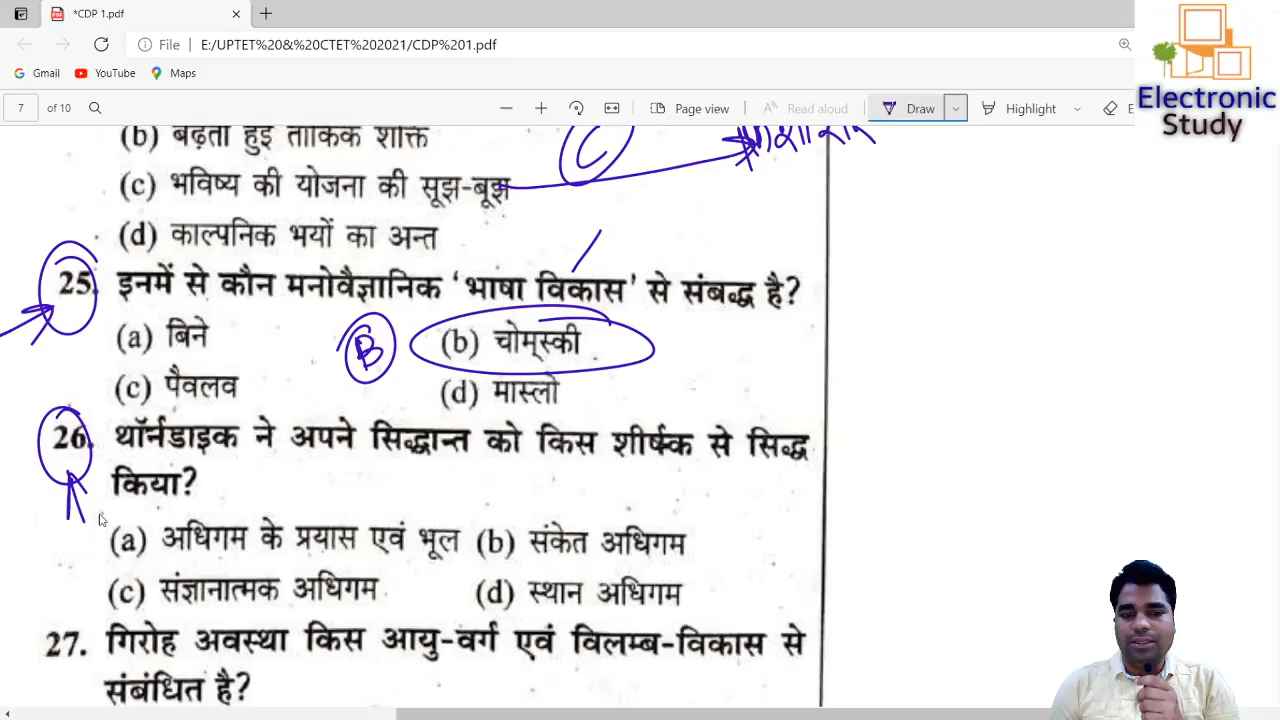 *CDP 1.pdf
File E:/UPTET%20&%20CTET%202021/CDP%201.pdf
Gmail YouTube Maps
7 of 10 Page view Read aloud Draw Highlight E
Electronic
Study
(b) बढ़ती हुई तार्किक शक्ति
C
(c) भविष्य की योजना की सूझ-बूझ
(d) काल्पनिक भयों का अन्त
25. इनमें से कौन मनोवैज्ञानिक 'भाषा विकास' से संबद्ध है?
(a) बिने B (b) चोम्स्की
(c) पैवलव (d) मास्लो
26. थॉर्नडाइक ने अपने सिद्धान्त को किस शीर्षक से सिद्ध
किया?
(a) अधिगम के प्रयास एवं भूल (b) संकेत अधिगम
(c) संज्ञानात्मक अधिगम (d) स्थान अधिगम
27. गिरोह अवस्था किस आयु-वर्ग एवं विलम्ब-विकास से
संबंधित है?